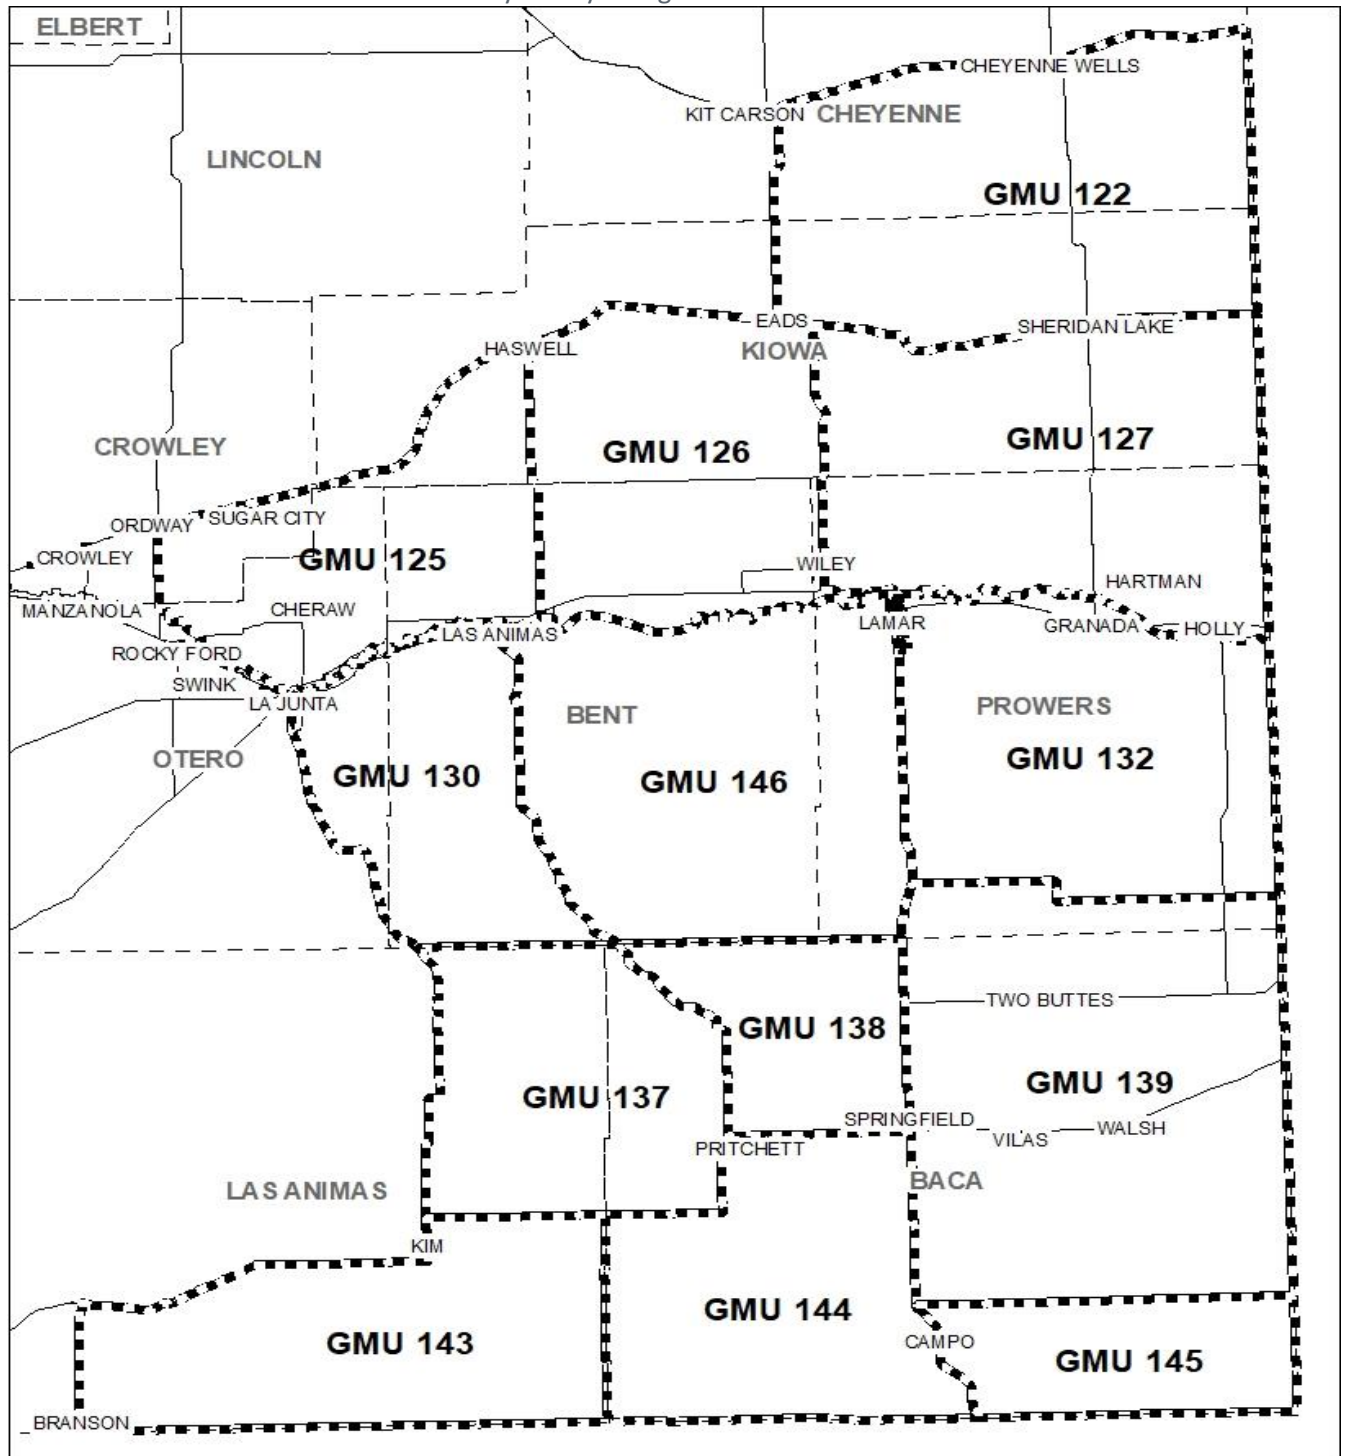 ELBERT
CHEYENNE WELLS
KIT CARSON
CHEYENNE
LINCOLN
GMU 122
EADS
SHERIDAN LAKE
HASWELL
KIOWA
CROWLEY
GMU 126
GMU 127
ORDWAY
SUGAR CITY
CROWLEY
GMU 125
WILEY
HARTMAN
MANZANOLA
CHERAW
LAS ANIMAS
LAMAR
GRANADA
HOLLY
ROCKY FORD
SWINK
LA JUNTA
BENT
PROWERS
OTERO
GMU 130
GMU 146
GMU 132
TWO BUTTES
GMU 138
GMU 139
GMU 137
SPRINGFIELD
VILAS
WALSH
PRITCHETT
LAS ANIMAS
BACA
KIM
GMU 144
GMU 143
CAMPO
GMU 145
BRANSON